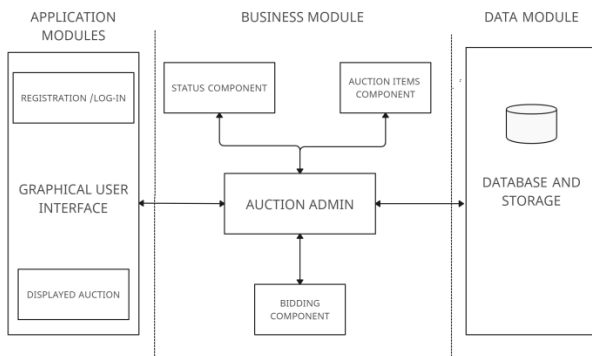 APPLICATION
MODULES
BUSINESS MODULE
DATA MODULE
REGISTRATION /LOG-IN
GRAPHICAL USER
INTERFACE
DISPLAYED AUCTION
STATUS COMPONENT
AUCTION ITEMS
COMPONENT
AUCTION ADMIN
BIDDING
COMPONENT
DATABASE AND
STORAGE